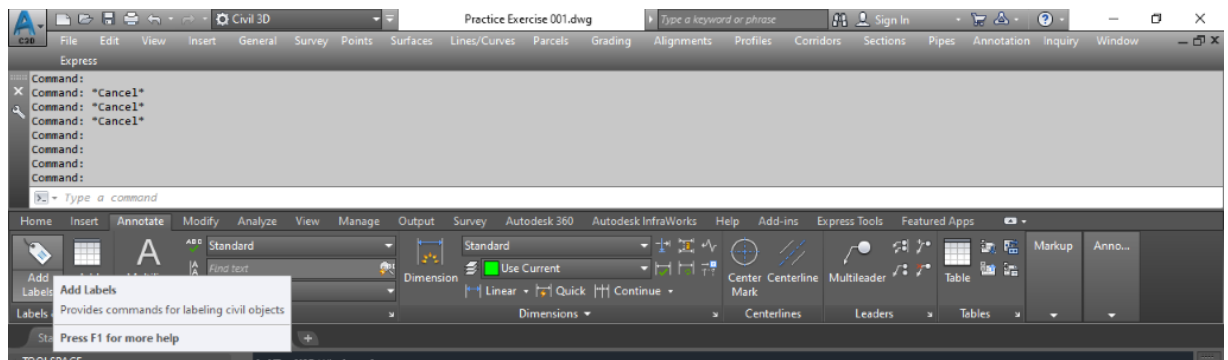 Civil 3D Practice Exercise 001.dwg Type a keyword or phrase Sign In
C3D File Edit View Insert General Survey Points Surfaces Lines/Curves Parcels Grading Alignments Profiles Corridors Sections Pipes Annotation Inquiry Window
Express
Command:
Command: *Cancel*
Command: *Cancel*
Command: *Cancel*
Command:
Command:
Command:
Command:
Type a command
Home Insert Annotate Modify Analyze View Manage Output Survey Autodesk 360 Autodesk InfraWorks Help Add-ins Express Tools Featured Apps
ABC Standard Standard Markup Anno...
Find text Use Current
Add Dimension Center Centerline Multileader Table
Labels Linear Quick Continue Mark
Labels Dimensions Centerlines Leaders Tables
Add Labels
Provides commands for labeling civil objects
Press F1 for more help